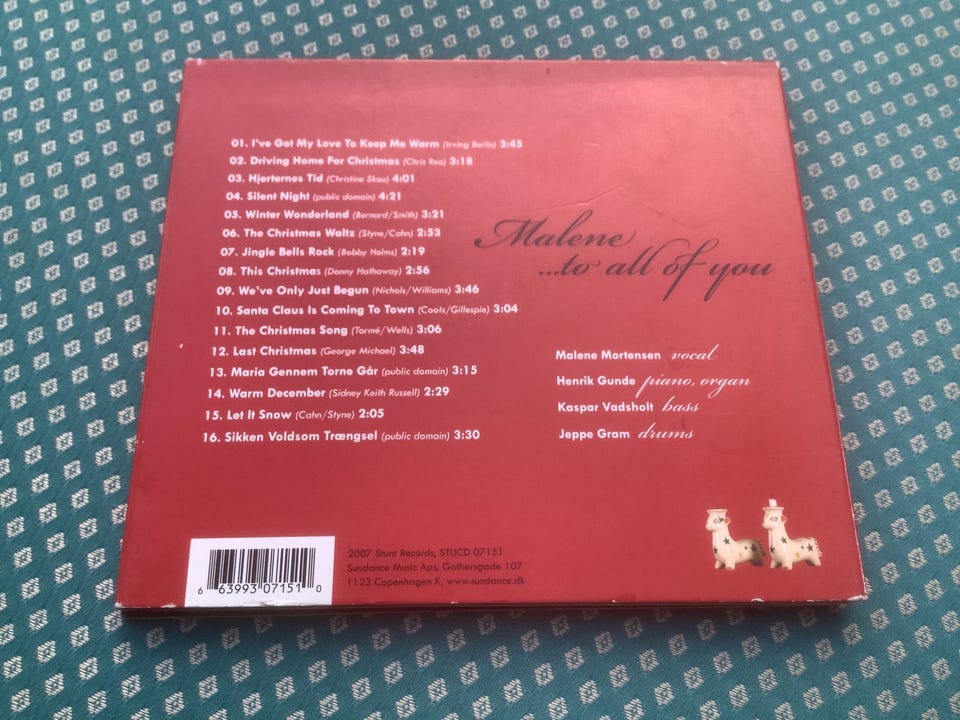 01. I've Got My Love To Keep Me Warm (Irving Berlin) 3:45
02. Driving Home For Christmas (Chris Rea) 3:18
03. Hjerternes Tid (Christine Skou) 4:01
04. Silent Night (public domain) 4:21
05. Winter Wonderland (Bernard/Smith) 3:21
06. The Christmas Waltz (Styne/Cahn) 2:53
07. Jingle Bells Rock (Bobby Helms) 2:19
08. This Christmas (Donny Hathaway) 2:56
09. We've Only Just Begun (Nichols/Williams) 3:46
10. Santa Claus Is Coming To Town (Coots/Gillespie) 3:04
11. The Christmas Song (Tormé/Wells) 3:06
12. Last Christmas (George Michael) 3:48
13. Maria Gennem Torne Går (public domain) 3:15
14. Warm December (Sidney Keith Russell) 2:29
15. Let It Snow (Cahn/Styne) 2:05
16. Sikken Voldsom Trængsel (public domain) 3:30
Malene
...to all of you
Malene Mortensen vocal
Henrik Gunde piano, organ
Kaspar Vadsholt bass
Jeppe Gram drums
2007 Stunt Records, STUCD 07151
Sundance Music Aps, Gothersgade 107
1123 Copenhagen K, www.sundance.dk
6 63993 07151 0